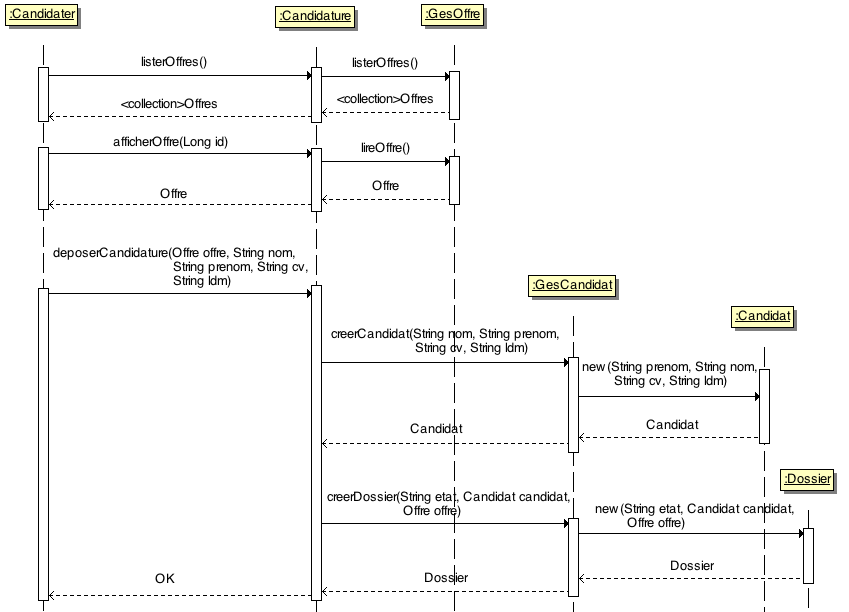 :Candidater
:Candidature
:GesOffre
listerOffres()
listerOffres()
<collection>Offres
<collection>Offres
afficherOffre(Long id)
lireOffre()
Offre
Offre
deposerCandidature(Offre offre, String nom,
String prenom, String cv,
String ldm)
:GesCandidat
:Candidat
creerCandidat(String nom, String prenom,
String cv, String ldm)
new (String prenom, String nom,
String cv, String ldm)
Candidat
Candidat
:Dossier
creerDossier(String etat, Candidat candidat,
Offre offre)
new (String etat, Candidat candidat,
Offre offre)
Dossier
Dossier
OK